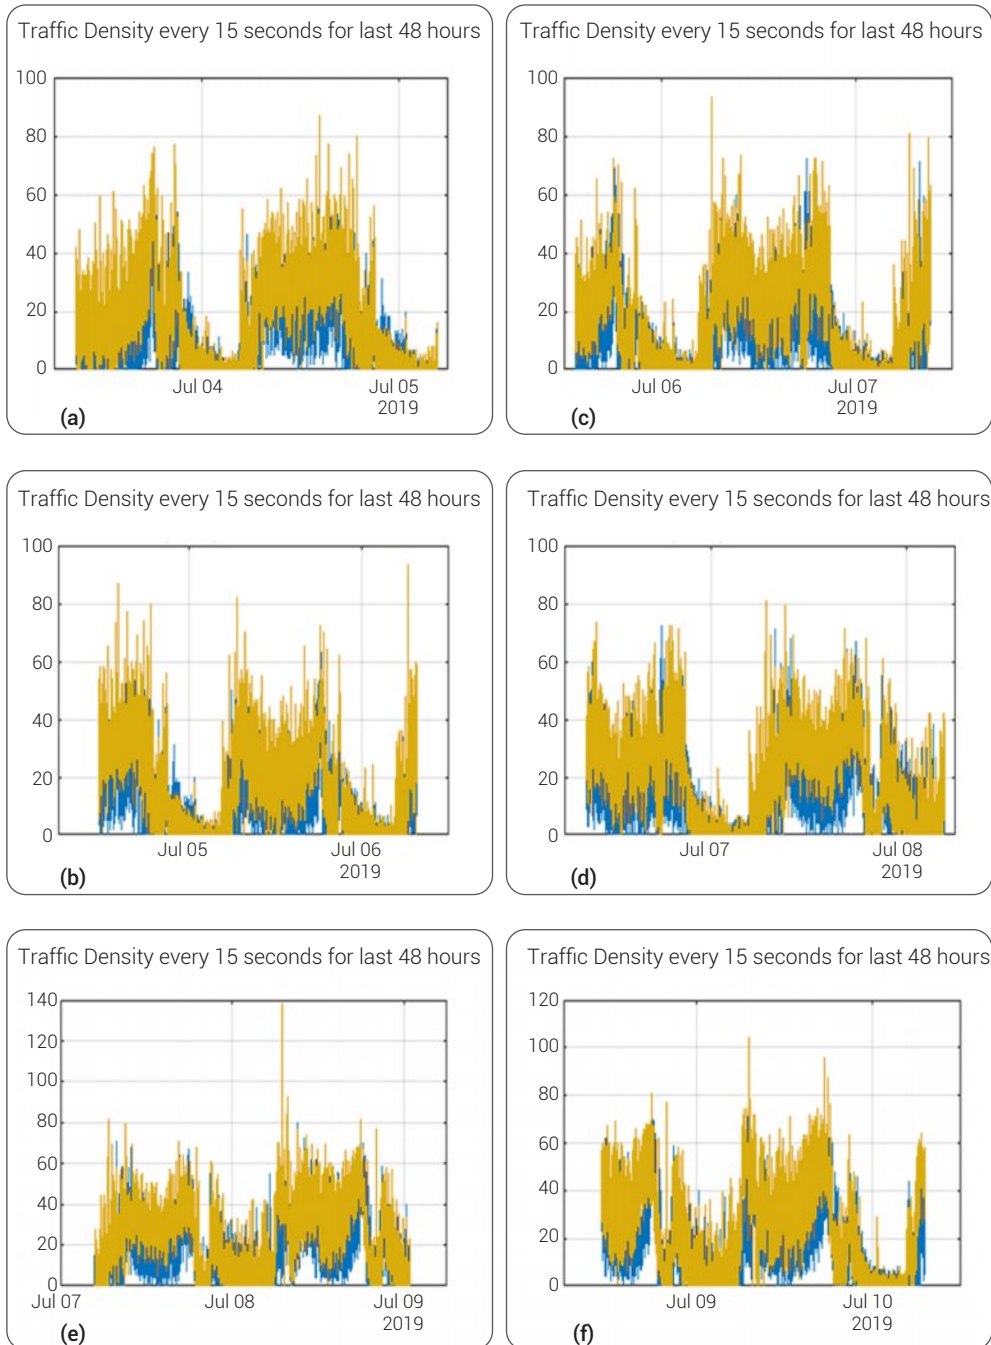 Traffic Density every 15 seconds for last 48 hours
100
80
60
40
20
0
Jul 04
Jul 05
2019
(a)
Traffic Density every 15 seconds for last 48 hours
100
80
60
40
20
0
Jul 06
Jul 07
2019
(c)
Traffic Density every 15 seconds for last 48 hours
100
80
60
40
20
0
Jul 05
Jul 06
2019
(b)
Traffic Density every 15 seconds for last 48 hours
100
80
60
40
20
0
Jul 07
Jul 08
2019
(d)
Traffic Density every 15 seconds for last 48 hours
140
120
100
80
60
40
20
0
Jul 07
Jul 08
Jul 09
2019
(e)
Traffic Density every 15 seconds for last 48 hours
120
100
80
60
40
20
0
Jul 09
Jul 10
2019
(f)